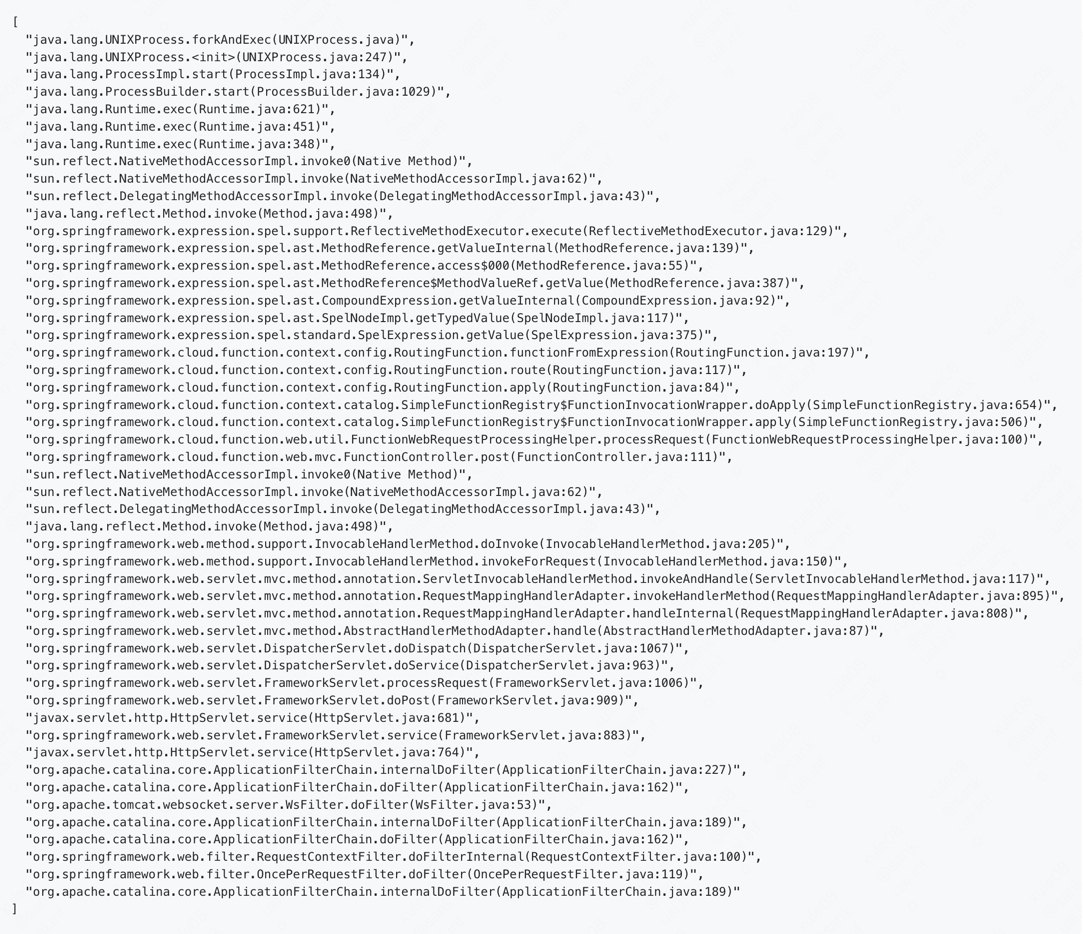 [
"java.lang.UNIXProcess.forkAndExec(UNIXProcess.java)",
"java.lang.UNIXProcess.<init>(UNIXProcess.java:247)",
"java.lang.ProcessImpl.start(ProcessImpl.java:134)",
"java.lang.ProcessBuilder.start(ProcessBuilder.java:1029)",
"java.lang.Runtime.exec(Runtime.java:621)",
"java.lang.Runtime.exec(Runtime.java:451)",
"java.lang.Runtime.exec(Runtime.java:348)",
"sun.reflect.NativeMethodAccessorImpl.invoke0(Native Method)",
"sun.reflect.NativeMethodAccessorImpl.invoke(NativeMethodAccessorImpl.java:62)",
"sun.reflect.DelegatingMethodAccessorImpl.invoke(DelegatingMethodAccessorImpl.java:43)",
"java.lang.reflect.Method.invoke(Method.java:498)",
"org.springframework.expression.spel.support.ReflectiveMethodExecutor.execute(ReflectiveMethodExecutor.java:129)",
"org.springframework.expression.spel.ast.MethodReference.getValueInternal(MethodReference.java:139)",
"org.springframework.expression.spel.ast.MethodReference.access$000(MethodReference.java:55)",
"org.springframework.expression.spel.ast.MethodReference$MethodValueRef.getValue(MethodReference.java:387)",
"org.springframework.expression.spel.ast.CompoundExpression.getValueInternal(CompoundExpression.java:92)",
"org.springframework.expression.spel.ast.SpelNodeImpl.getTypedValue(SpelNodeImpl.java:117)",
"org.springframework.expression.spel.standard.SpelExpression.getValue(SpelExpression.java:375)",
"org.springframework.cloud.function.context.config.RoutingFunction.functionFromExpression(RoutingFunction.java:197)",
"org.springframework.cloud.function.context.config.RoutingFunction.route(RoutingFunction.java:117)",
"org.springframework.cloud.function.context.config.RoutingFunction.apply(RoutingFunction.java:84)",
"org.springframework.cloud.function.context.catalog.SimpleFunctionRegistry$FunctionInvocationWrapper.doApply(SimpleFunctionRegistry.java:654)",
"org.springframework.cloud.function.context.catalog.SimpleFunctionRegistry$FunctionInvocationWrapper.apply(SimpleFunctionRegistry.java:506)",
"org.springframework.cloud.function.web.util.FunctionWebRequestProcessingHelper.processRequest(FunctionWebRequestProcessingHelper.java:100)",
"org.springframework.cloud.function.web.mvc.FunctionController.post(FunctionController.java:111)",
"sun.reflect.NativeMethodAccessorImpl.invoke0(Native Method)",
"sun.reflect.NativeMethodAccessorImpl.invoke(NativeMethodAccessorImpl.java:62)",
"sun.reflect.DelegatingMethodAccessorImpl.invoke(DelegatingMethodAccessorImpl.java:43)",
"java.lang.reflect.Method.invoke(Method.java:498)",
"org.springframework.web.method.support.InvocableHandlerMethod.doInvoke(InvocableHandlerMethod.java:205)",
"org.springframework.web.method.support.InvocableHandlerMethod.invokeForRequest(InvocableHandlerMethod.java:150)",
"org.springframework.web.servlet.mvc.method.annotation.ServletInvocableHandlerMethod.invokeAndHandle(ServletInvocableHandlerMethod.java:117)",
"org.springframework.web.servlet.mvc.method.annotation.RequestMappingHandlerAdapter.invokeHandlerMethod(RequestMappingHandlerAdapter.java:895)",
"org.springframework.web.servlet.mvc.method.annotation.RequestMappingHandlerAdapter.handleInternal(RequestMappingHandlerAdapter.java:808)",
"org.springframework.web.servlet.mvc.method.AbstractHandlerMethodAdapter.handle(AbstractHandlerMethodAdapter.java:87)",
"org.springframework.web.servlet.DispatcherServlet.doDispatch(DispatcherServlet.java:1067)",
"org.springframework.web.servlet.DispatcherServlet.doService(DispatcherServlet.java:963)",
"org.springframework.web.servlet.FrameworkServlet.processRequest(FrameworkServlet.java:1006)",
"org.springframework.web.servlet.FrameworkServlet.doPost(FrameworkServlet.java:909)",
"javax.servlet.http.HttpServlet.service(HttpServlet.java:681)",
"org.springframework.web.servlet.FrameworkServlet.service(FrameworkServlet.java:883)",
"javax.servlet.http.HttpServlet.service(HttpServlet.java:764)",
"org.apache.catalina.core.ApplicationFilterChain.internalDoFilter(ApplicationFilterChain.java:227)",
"org.apache.catalina.core.ApplicationFilterChain.doFilter(ApplicationFilterChain.java:162)",
"org.apache.tomcat.websocket.server.WsFilter.doFilter(WsFilter.java:53)",
"org.apache.catalina.core.ApplicationFilterChain.internalDoFilter(ApplicationFilterChain.java:189)",
"org.apache.catalina.core.ApplicationFilterChain.doFilter(ApplicationFilterChain.java:162)",
"org.springframework.web.filter.RequestContextFilter.doFilterInternal(RequestContextFilter.java:100)",
"org.springframework.web.filter.OncePerRequestFilter.doFilter(OncePerRequestFilter.java:119)",
"org.apache.catalina.core.ApplicationFilterChain.internalDoFilter(ApplicationFilterChain.java:189)"
]